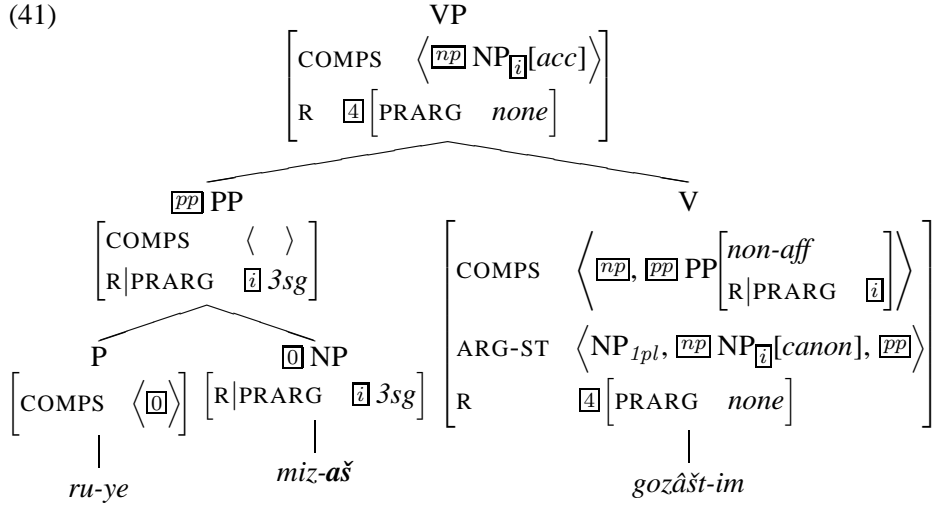 (41)
VP
COMPS ⟨ np NP i [acc] ⟩
R 4 [PRARG none]
pp PP
COMPS ⟨ ⟩
R|PRARG i 3sg
V
COMPS ⟨ np, pp PP [non-aff R|PRARG i] ⟩
ARG-ST ⟨NP 1pl, np NP i [canon], pp⟩
R 4 [PRARG none]
P
[COMPS ⟨0⟩]
0 NP
[R|PRARG i 3sg]
ru-ye
miz-aš
gozâšt-im